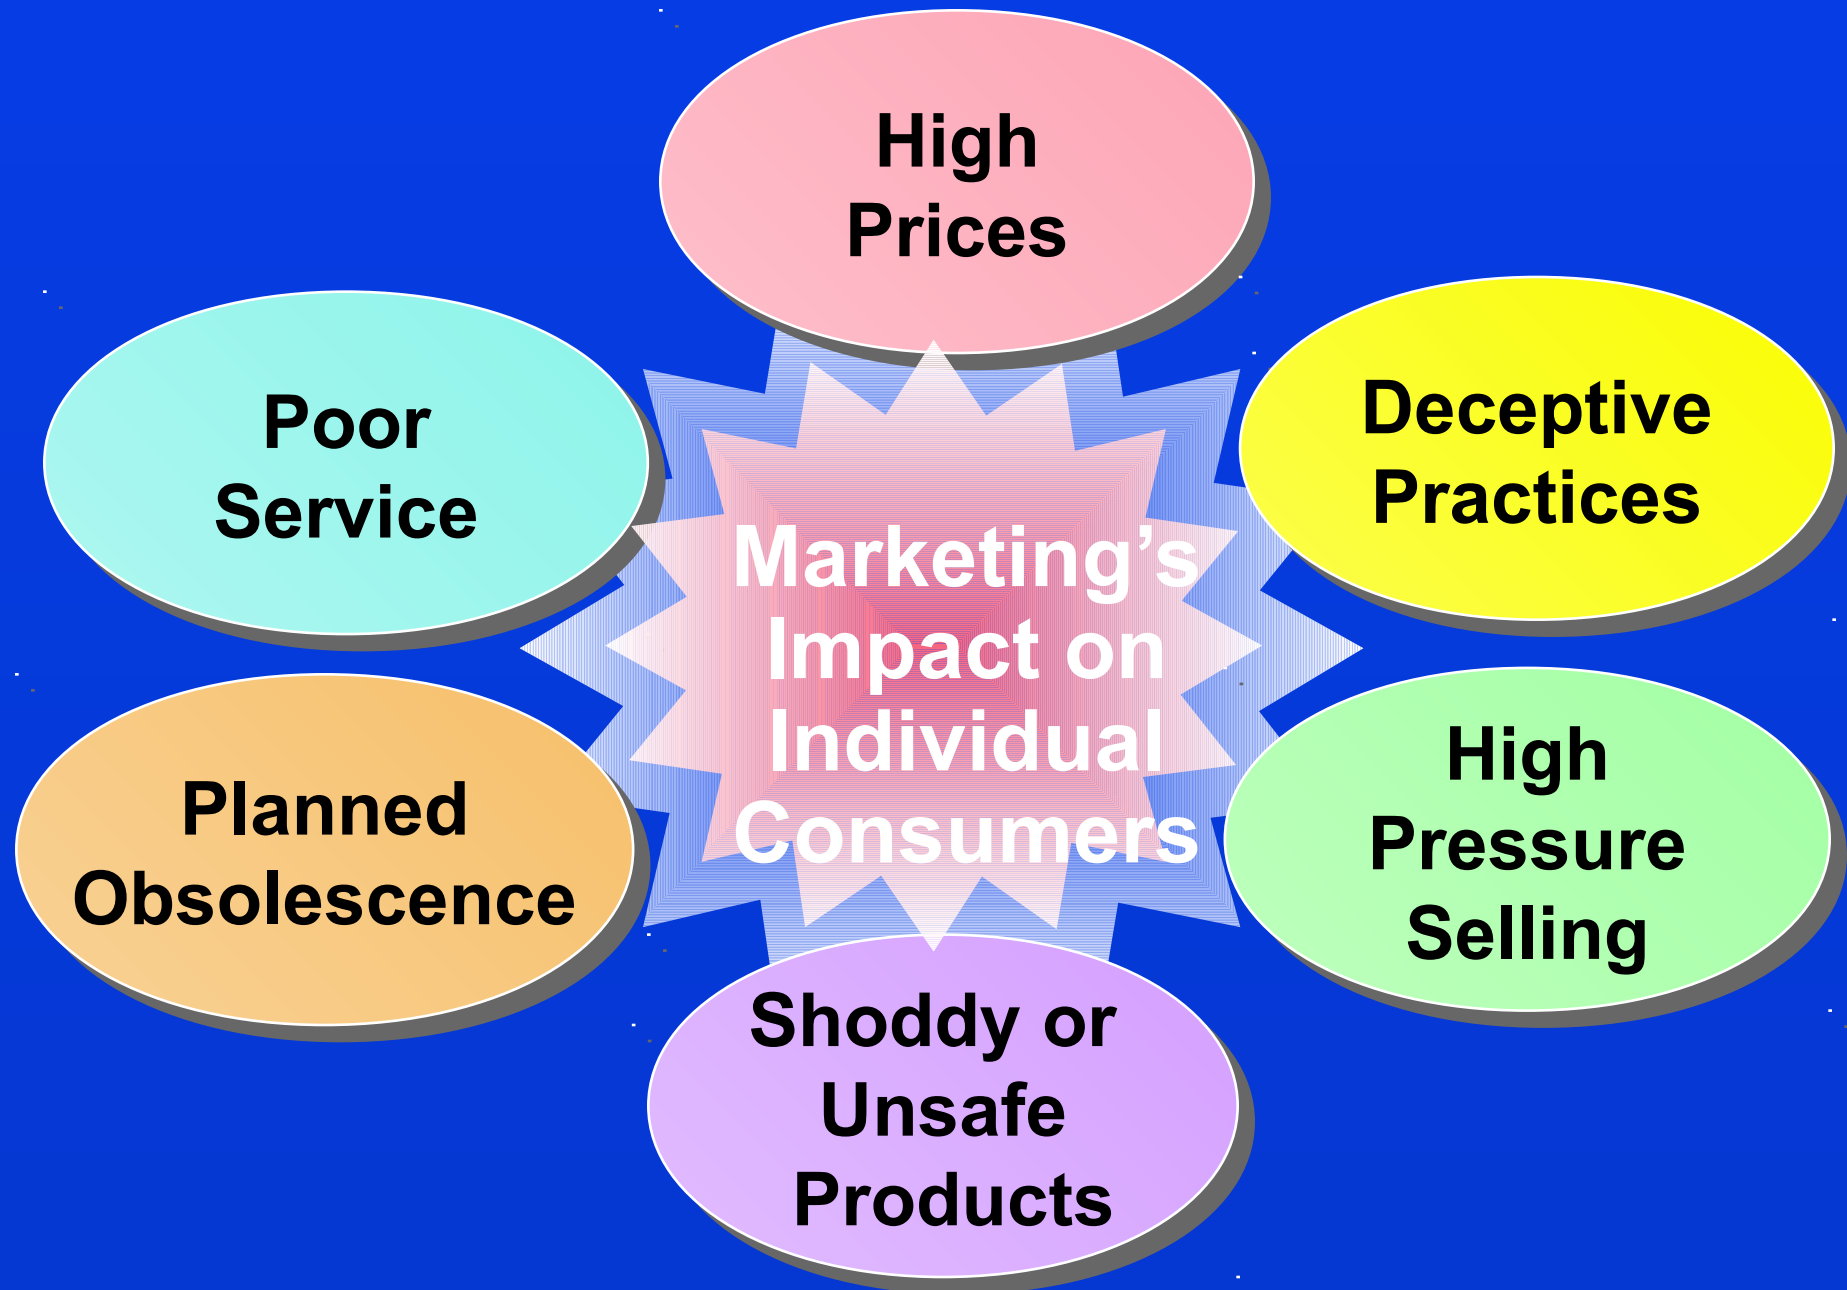 High
Prices
Deceptive
Practices
High
Pressure
Selling
Shoddy or
Unsafe
Products
Planned
Obsolescence
Poor
Service
Marketing’s
Impact on
Individual
Consumers